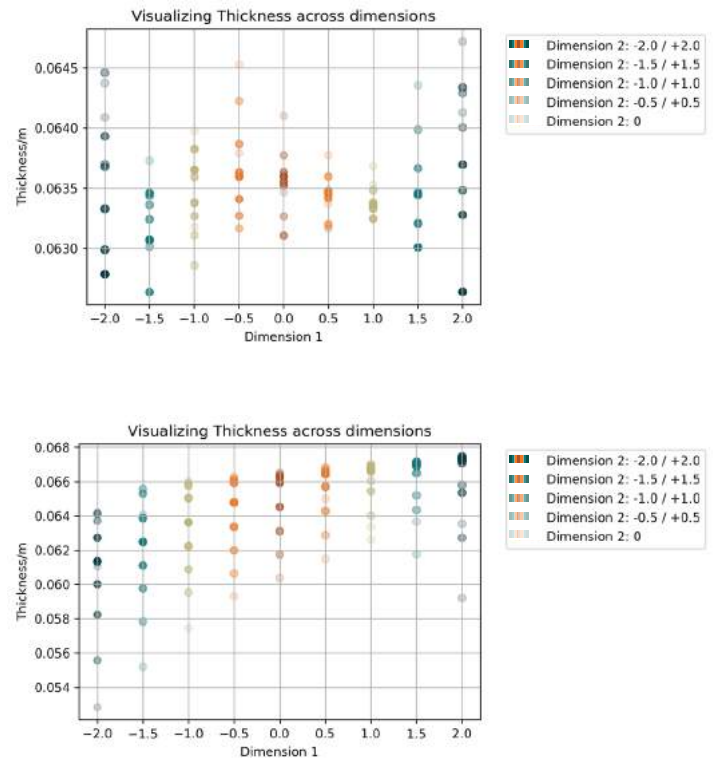 Visualizing Thickness across dimensions
Thickness/m
0.0645
0.0640
0.0635
0.0630
−2.0 −1.5 −1.0 −0.5 0.0 0.5 1.0 1.5 2.0
Dimension 1
Dimension 2: -2.0 / +2.0
Dimension 2: -1.5 / +1.5
Dimension 2: -1.0 / +1.0
Dimension 2: -0.5 / +0.5
Dimension 2: 0
Visualizing Thickness across dimensions
Thickness/m
0.068
0.066
0.064
0.062
0.060
0.058
0.056
0.054
−2.0 −1.5 −1.0 −0.5 0.0 0.5 1.0 1.5 2.0
Dimension 1
Dimension 2: -2.0 / +2.0
Dimension 2: -1.5 / +1.5
Dimension 2: -1.0 / +1.0
Dimension 2: -0.5 / +0.5
Dimension 2: 0